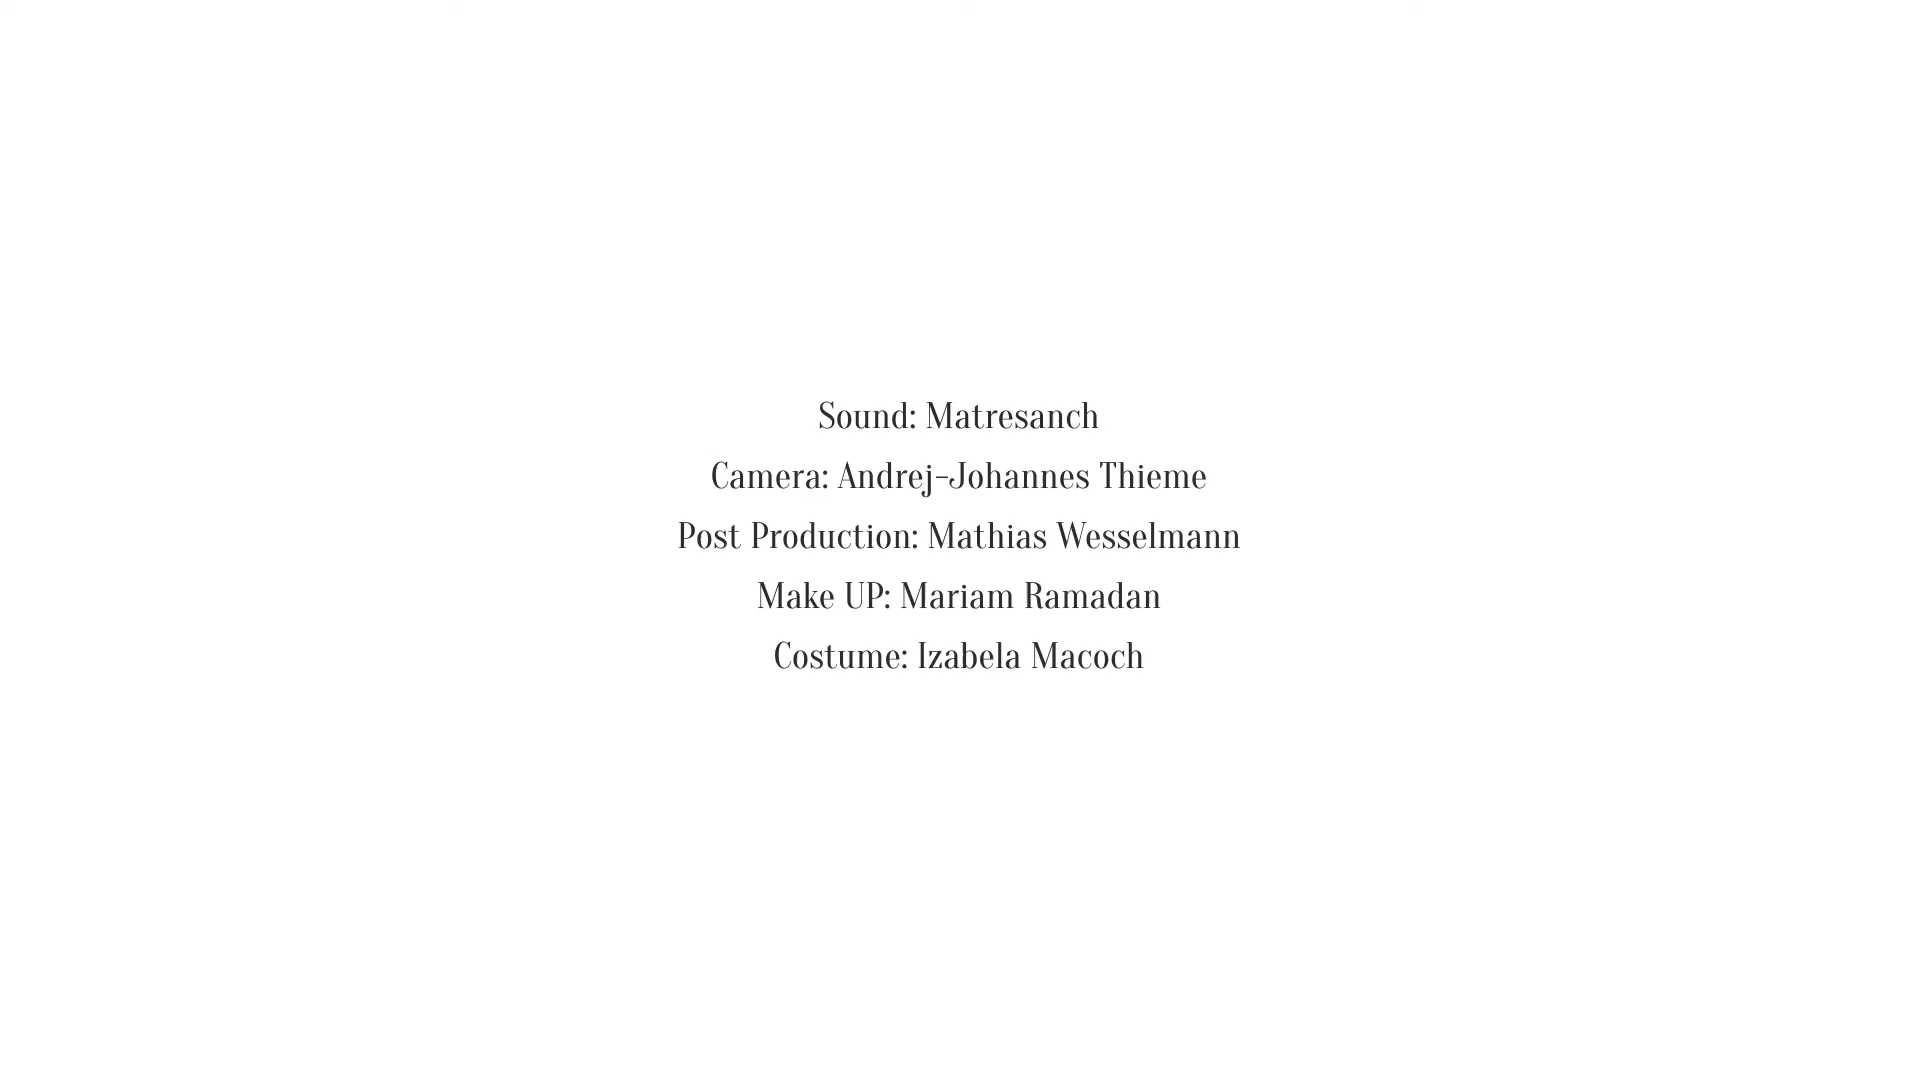 Sound: Matresanch
Camera: Andrej-Johannes Thieme
Post Production: Mathias Wesselmann
Make UP: Mariam Ramadan
Costume: Izabela Macoch